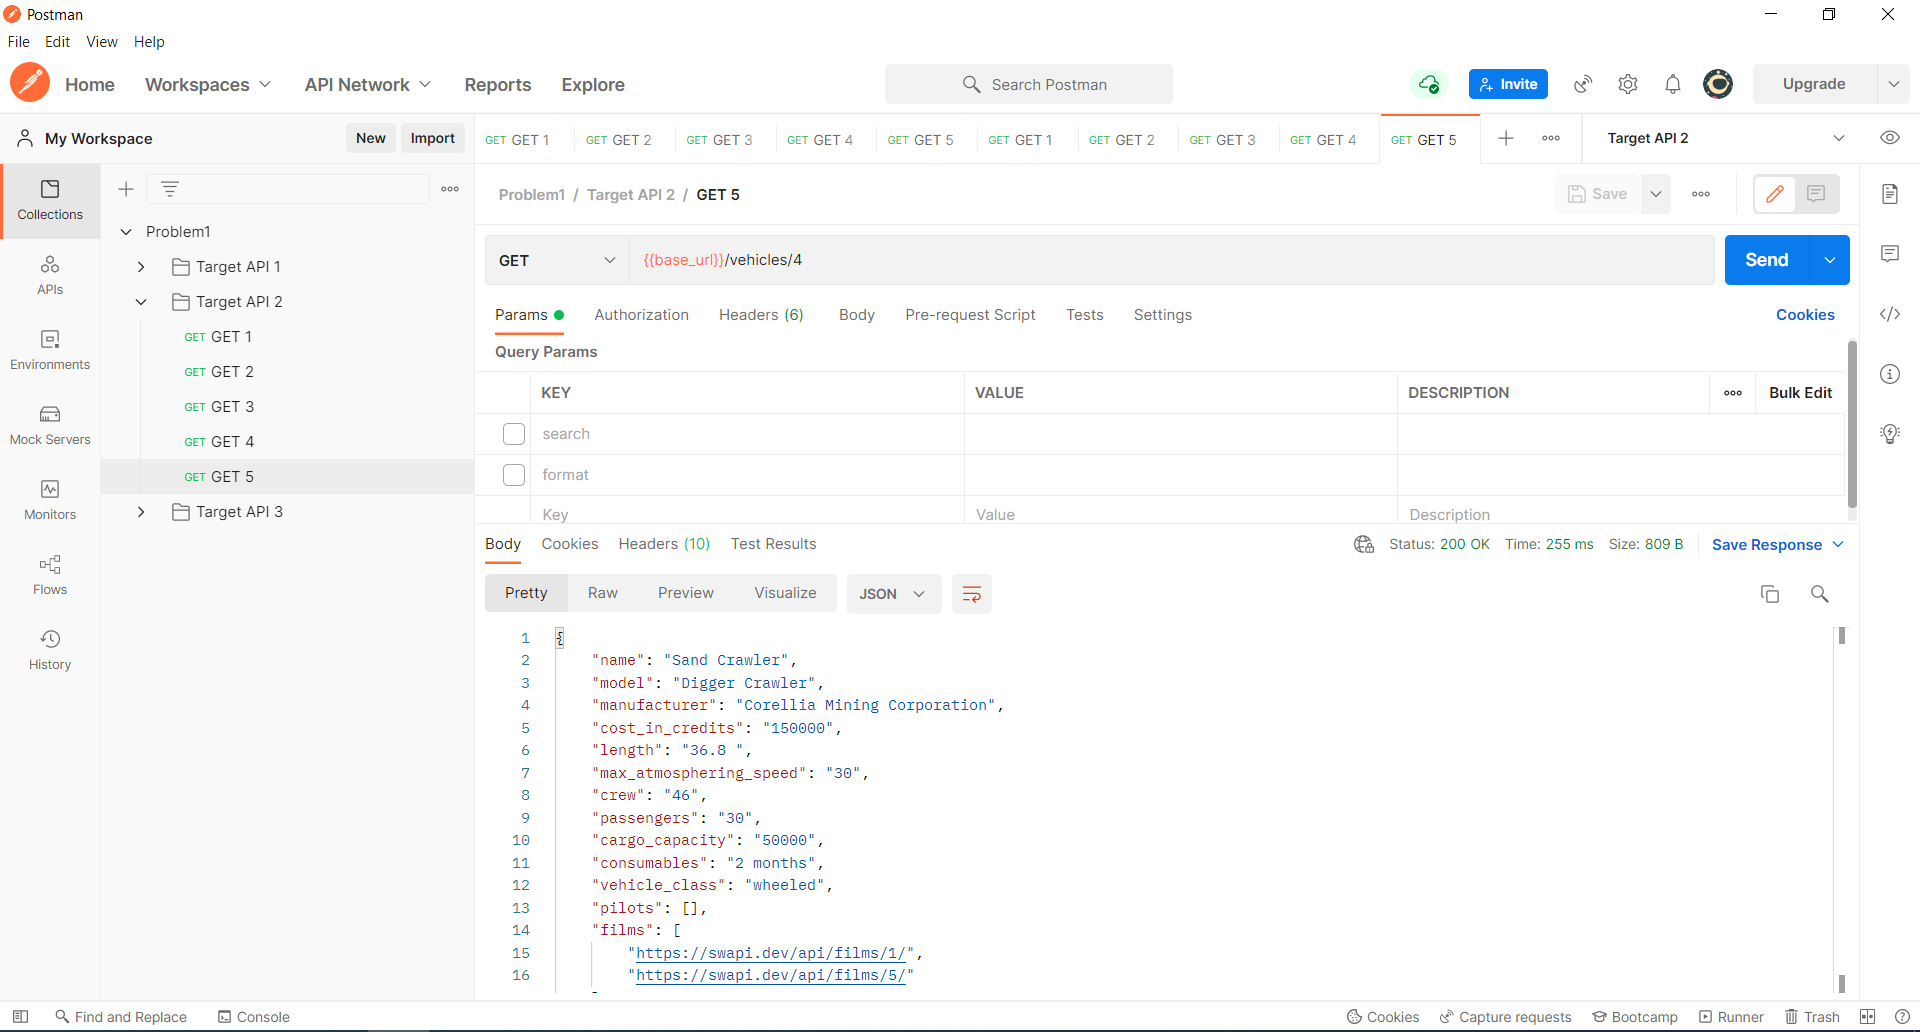 Postman
File Edit View Help
Home Workspaces API Network Reports Explore Search Postman Invite Upgrade
My Workspace New Import
GET GET 1 GET GET 2 GET GET 3 GET GET 4 GET GET 5 GET GET 1 GET GET 2 GET GET 3 GET GET 4 GET GET 5 Target API 2
Collections
APIs
Environments
Mock Servers
Monitors
Flows
History
Problem1
Target API 1
Target API 2
GET GET 1
GET GET 2
GET GET 3
GET GET 4
GET GET 5
Target API 3
Problem1 / Target API 2 / GET 5 Save
GET {{base_url}}/vehicles/4 Send
Params Authorization Headers (6) Body Pre-request Script Tests Settings Cookies
Query Params
KEY VALUE DESCRIPTION Bulk Edit
search
format
Key Value Description
Body Cookies Headers (10) Test Results Status: 200 OK Time: 255 ms Size: 809 B Save Response
Pretty Raw Preview Visualize JSON
1 {
2 "name": "Sand Crawler",
3 "model": "Digger Crawler",
4 "manufacturer": "Corellia Mining Corporation",
5 "cost_in_credits": "150000",
6 "length": "36.8 ",
7 "max_atmosphering_speed": "30",
8 "crew": "46",
9 "passengers": "30",
10 "cargo_capacity": "50000",
11 "consumables": "2 months",
12 "vehicle_class": "wheeled",
13 "pilots": [],
14 "films": [
15 "https://swapi.dev/api/films/1/",
16 "https://swapi.dev/api/films/5/"
Find and Replace Console Cookies Capture requests Bootcamp Runner Trash